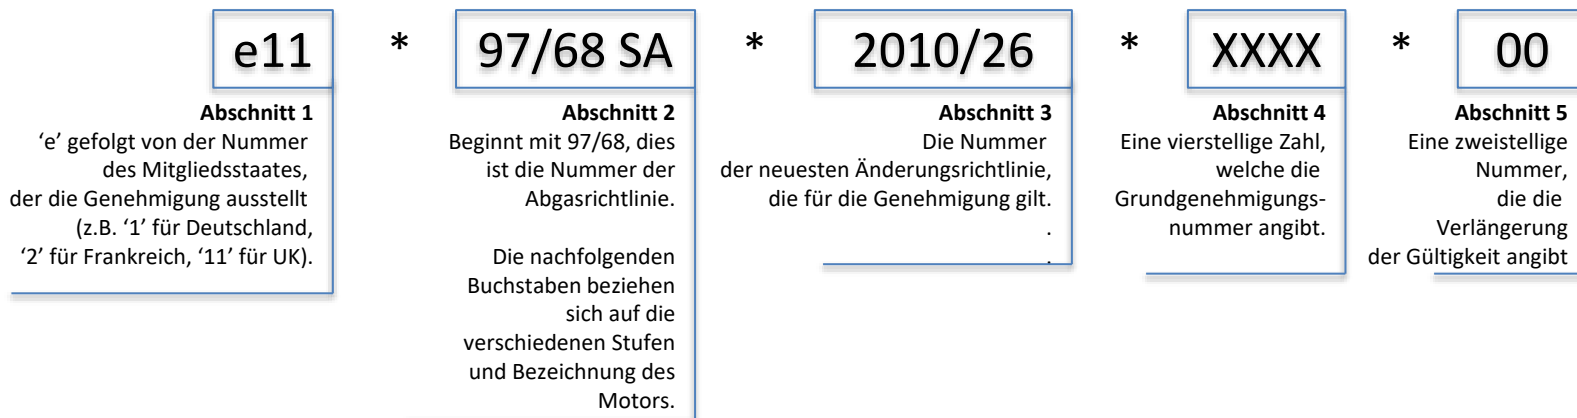 e11 * 97/68 SA * 2010/26 * XXXX * 00
Abschnitt 1
‘e’ gefolgt von der Nummer
des Mitgliedsstaates,
der die Genehmigung ausstellt
(z.B. ‘1’ für Deutschland,
‘2’ für Frankreich, ‘11’ für UK).
Abschnitt 2
Beginnt mit 97/68, dies
ist die Nummer der
Abgasrichtlinie.
Die nachfolgenden
Buchstaben beziehen
sich auf die
verschiedenen Stufen
und Bezeichnung des
Motors.
Abschnitt 3
Die Nummer
der neuesten Änderungsrichtlinie,
die für die Genehmigung gilt.
.
.
Abschnitt 4
Eine vierstellige Zahl,
welche die
Grundgenehmigungs-
nummer angibt.
Abschnitt 5
Eine zweistellige
Nummer,
die die
Verlängerung
der Gültigkeit angibt